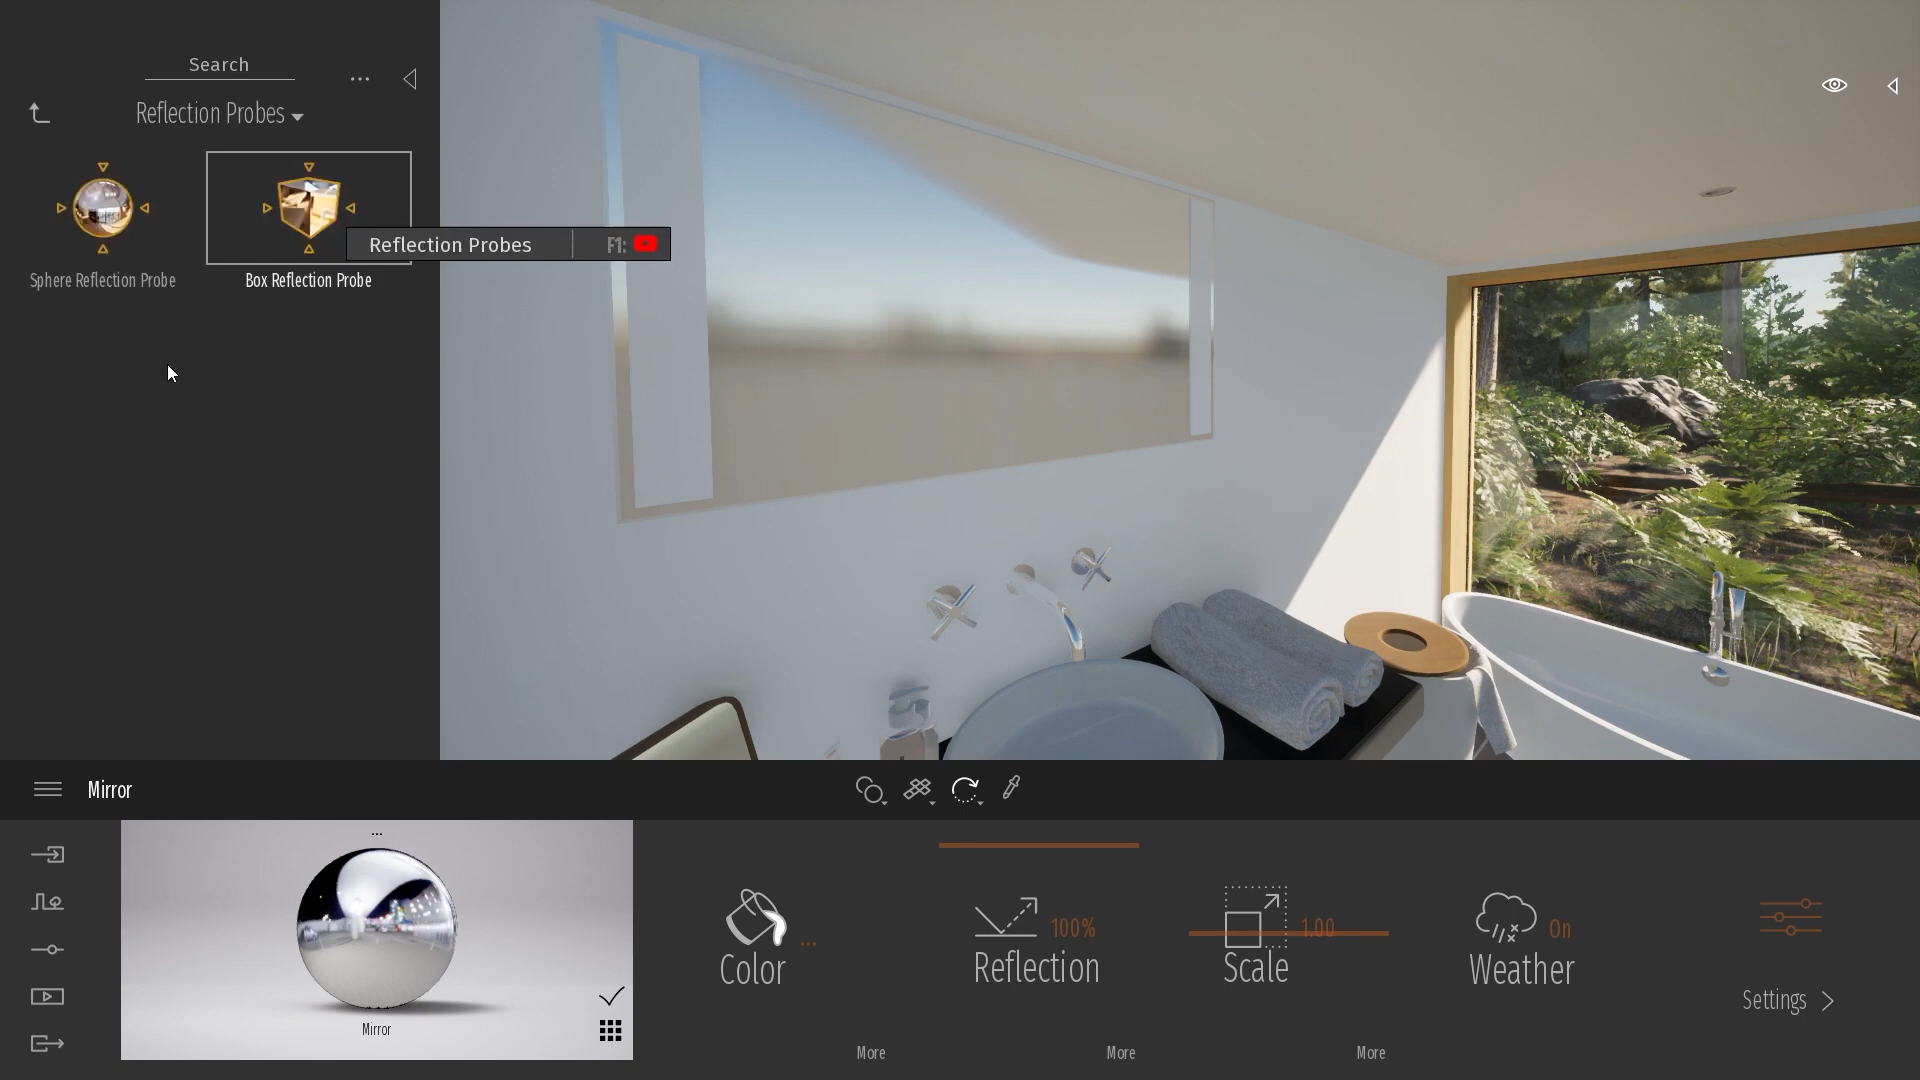 Search
...
Reflection Probes
Reflection Probes F1:
Sphere Reflection Probe
Box Reflection Probe
Mirror
...
Mirror
Color ...
Reflection 100%
Scale 1.00
Weather On
Settings
More
More
More